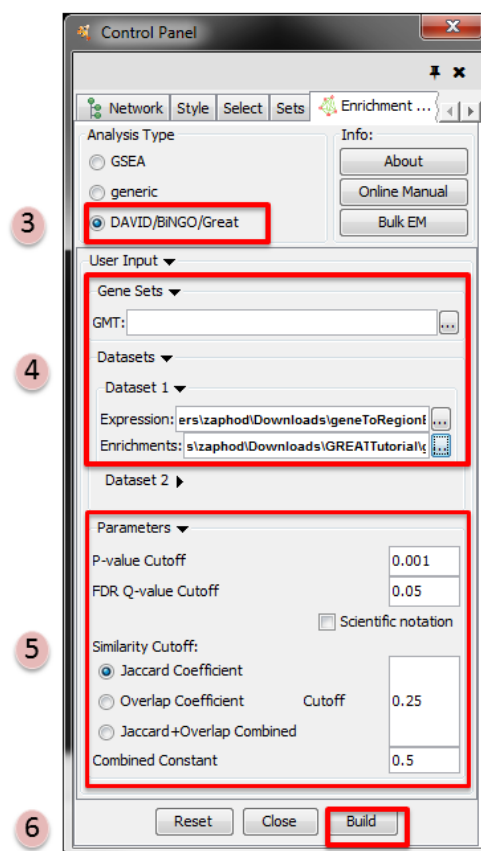 Control Panel
Network Style Select Sets Enrichment ...
Analysis Type Info:
GSEA About
generic Online Manual
3 DAVID/BiNGO/Great Bulk EM
User Input
Gene Sets
GMT: ...
4 Datasets
Dataset 1
Expression: ers\zaphod\Downloads\geneToRegionE ...
Enrichments: s\zaphod\Downloads\GREATTutorial\g ...
Dataset 2
Parameters
P-value Cutoff 0.001
FDR Q-value Cutoff 0.05
Scientific notation
5 Similarity Cutoff:
Jaccard Coefficient
Overlap Coefficient Cutoff 0.25
Jaccard+Overlap Combined
Combined Constant 0.5
6 Reset Close Build